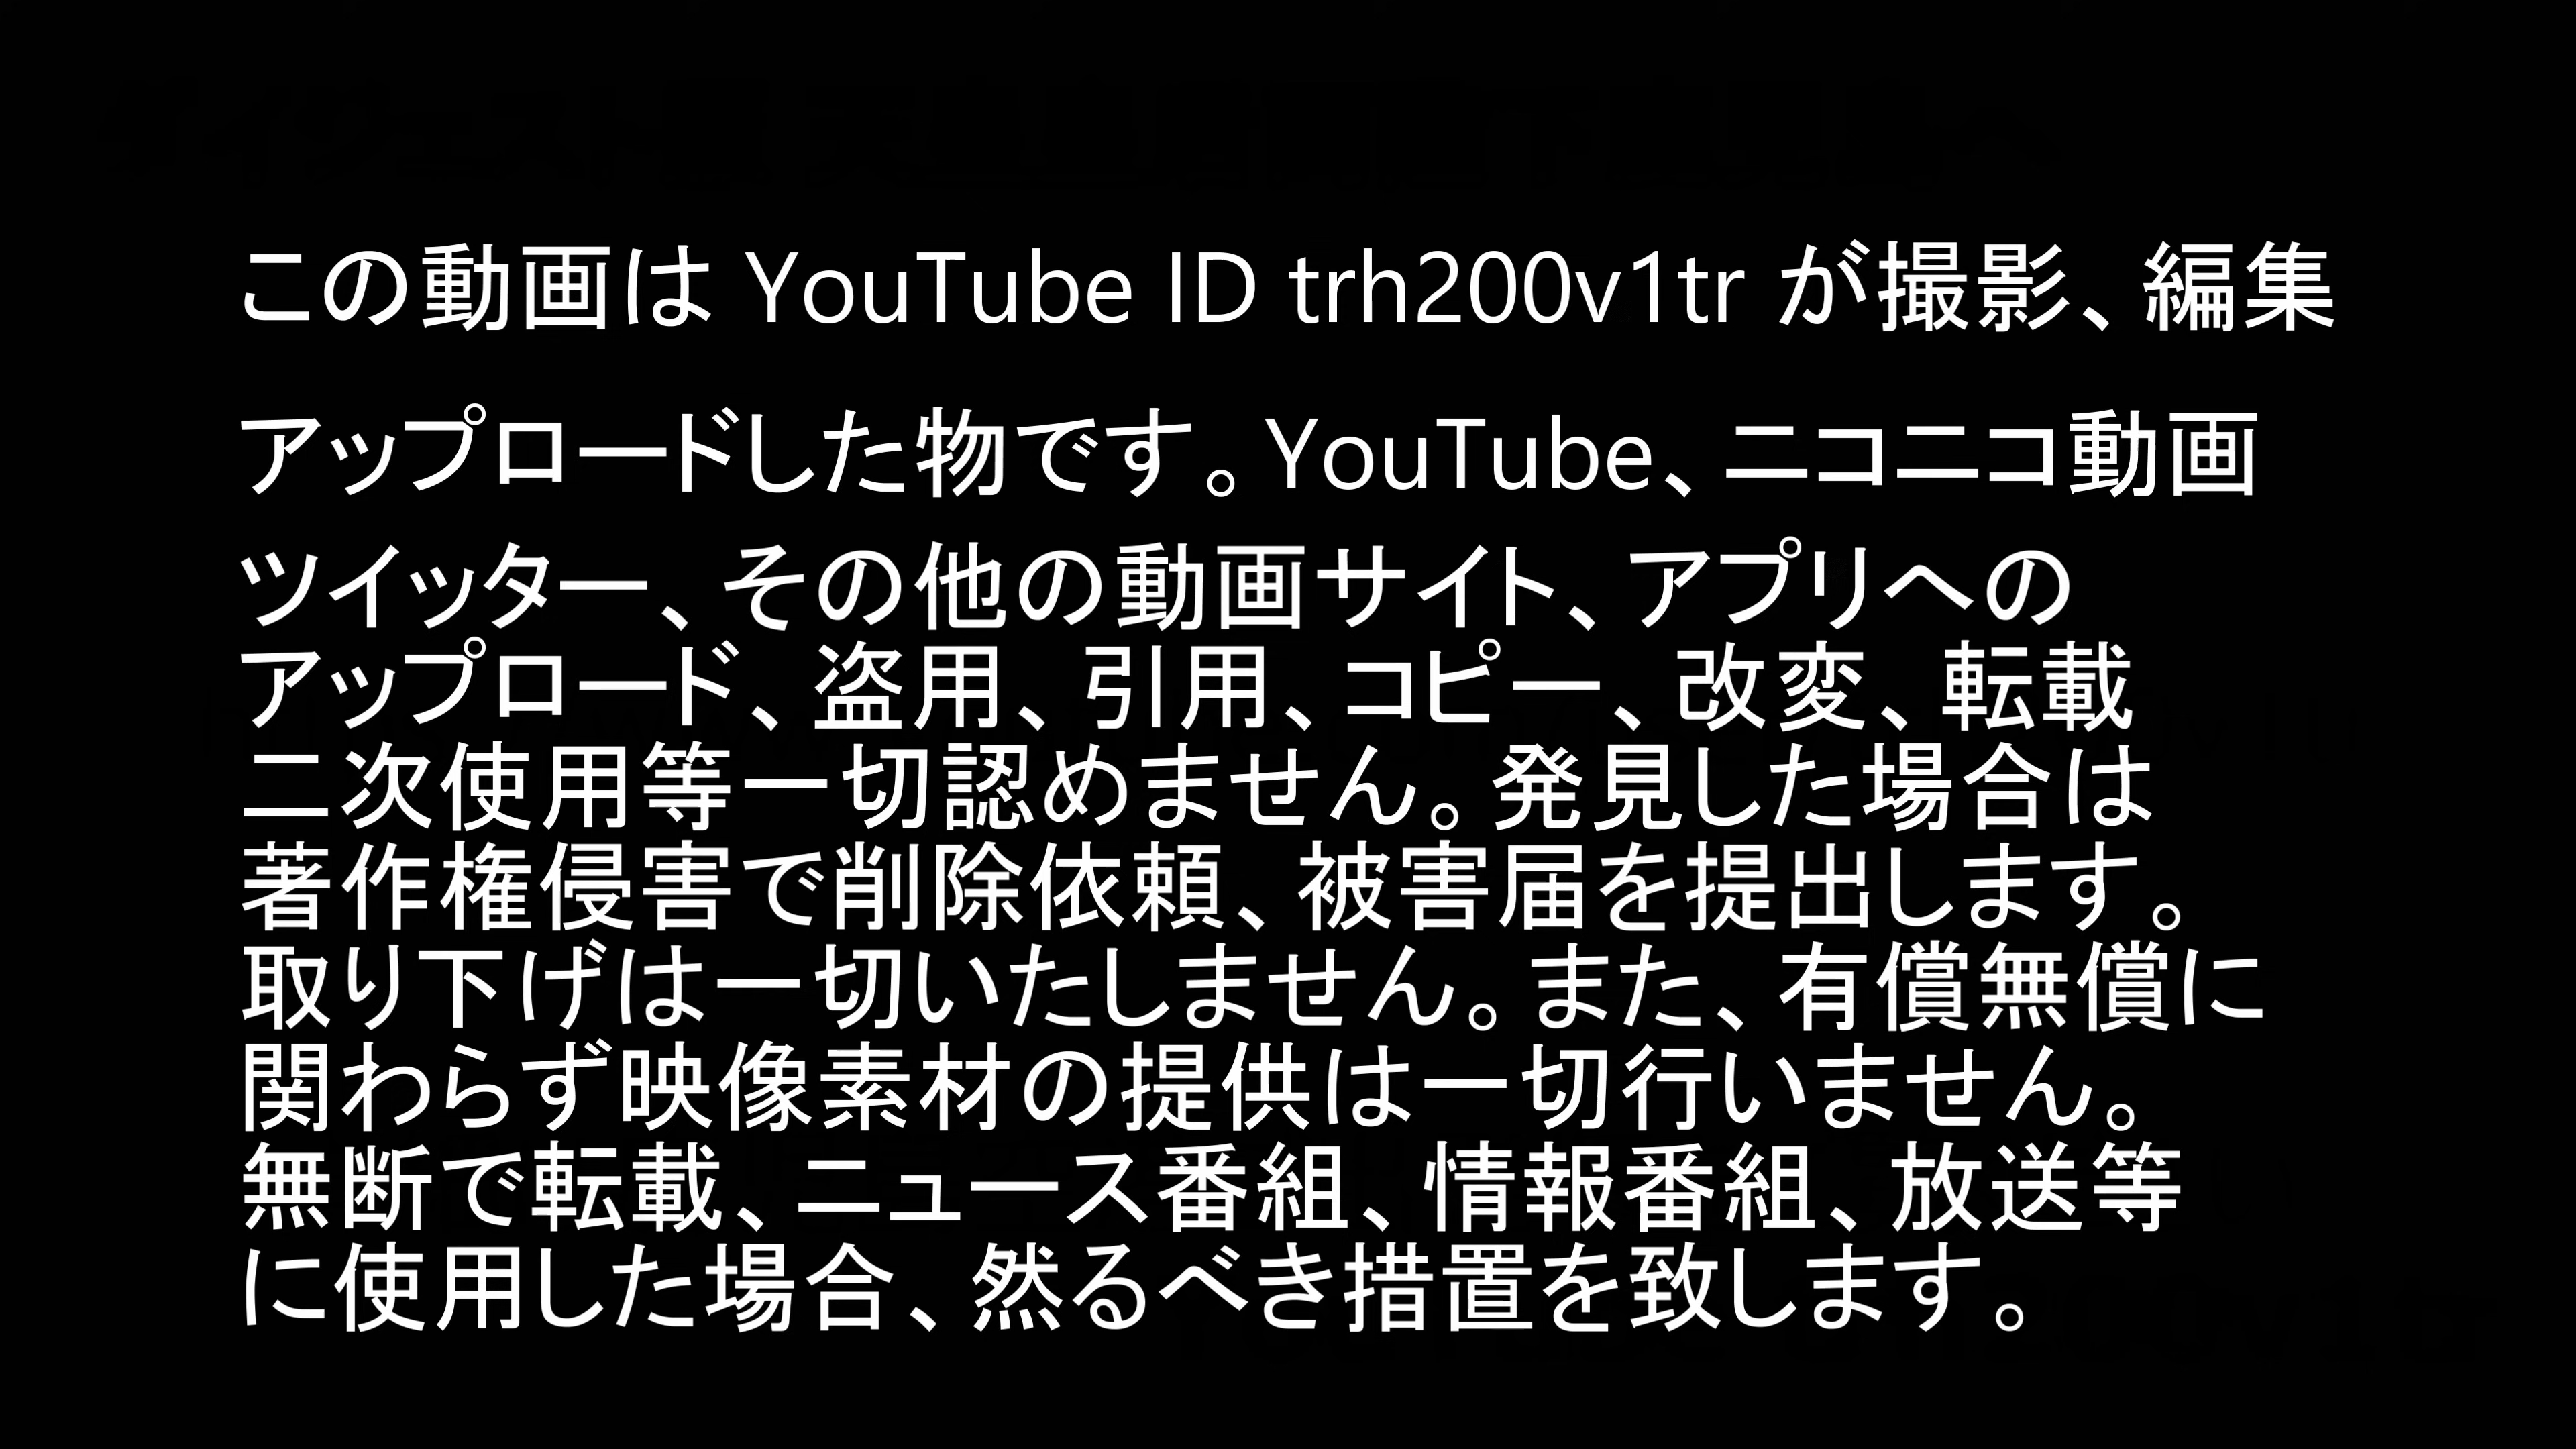 この動画は YouTube ID trh200v1tr が撮影、編集
アップロードした物です。YouTube、ニコニコ動画
ツイッター、その他の動画サイト、アプリへの
アップロード、盗用、引用、コピー、改変、転載
二次使用等一切認めません。発見した場合は
著作権侵害で削除依頼、被害届を提出します。
取り下げは一切いたしません。また、有償無償に
関わらず映像素材の提供は一切行いません。
無断で転載、ニュース番組、情報番組、放送等
に使用した場合、然るべき措置を致します。